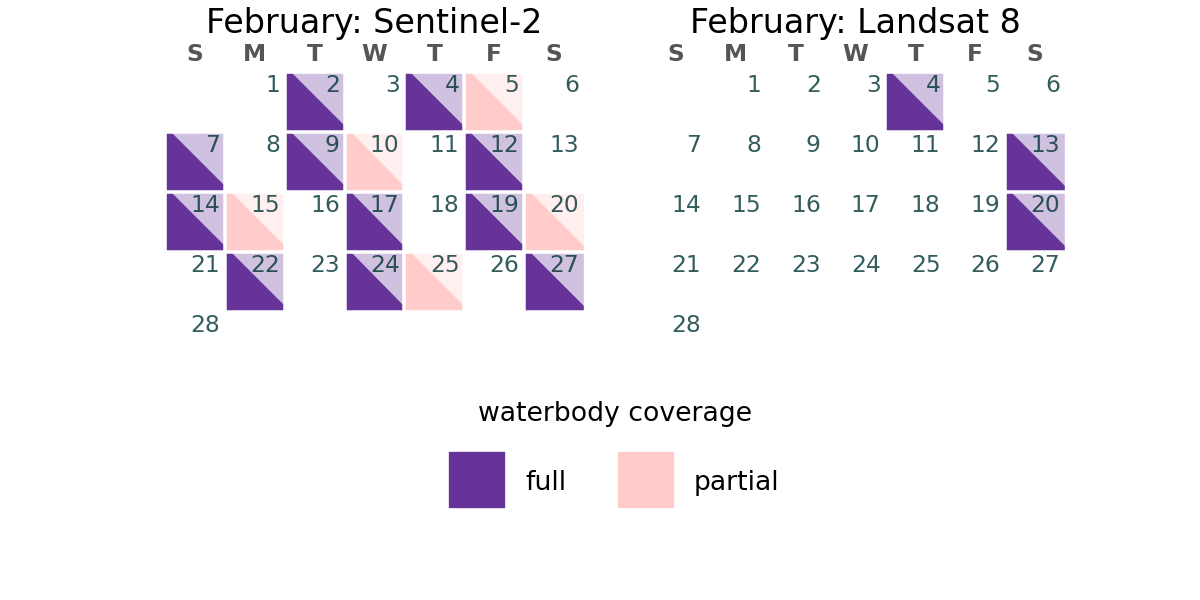 February: Sentinel-2
S M T W T F S
1 2 3 4 5 6
7 8 9 10 11 12 13
14 15 16 17 18 19 20
21 22 23 24 25 26 27
28
February: Landsat 8
S M T W T F S
1 2 3 4 5 6
7 8 9 10 11 12 13
14 15 16 17 18 19 20
21 22 23 24 25 26 27
28
waterbody coverage
full partial